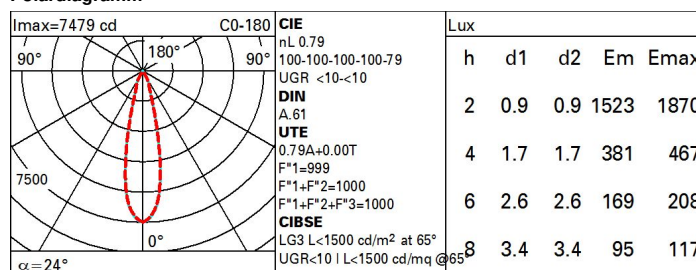 Imax=7479 cd C0-180
90° 180° 90°
7500
0°
α=24°
CIE
nL 0.79
100-100-100-100-79
UGR <10-<10
DIN
A.61
UTE
0.79A+0.00T
F"1=999
F"1+F"2=1000
F"1+F"2+F"3=1000
CIBSE
LG3 L<1500 cd/m² at 65°
UGR<10 | L<1500 cd/mq @65°
Lux
h d1 d2 Em Emax
2 0.9 0.9 1523 1870
4 1.7 1.7 381 467
6 2.6 2.6 169 208
8 3.4 3.4 95 117